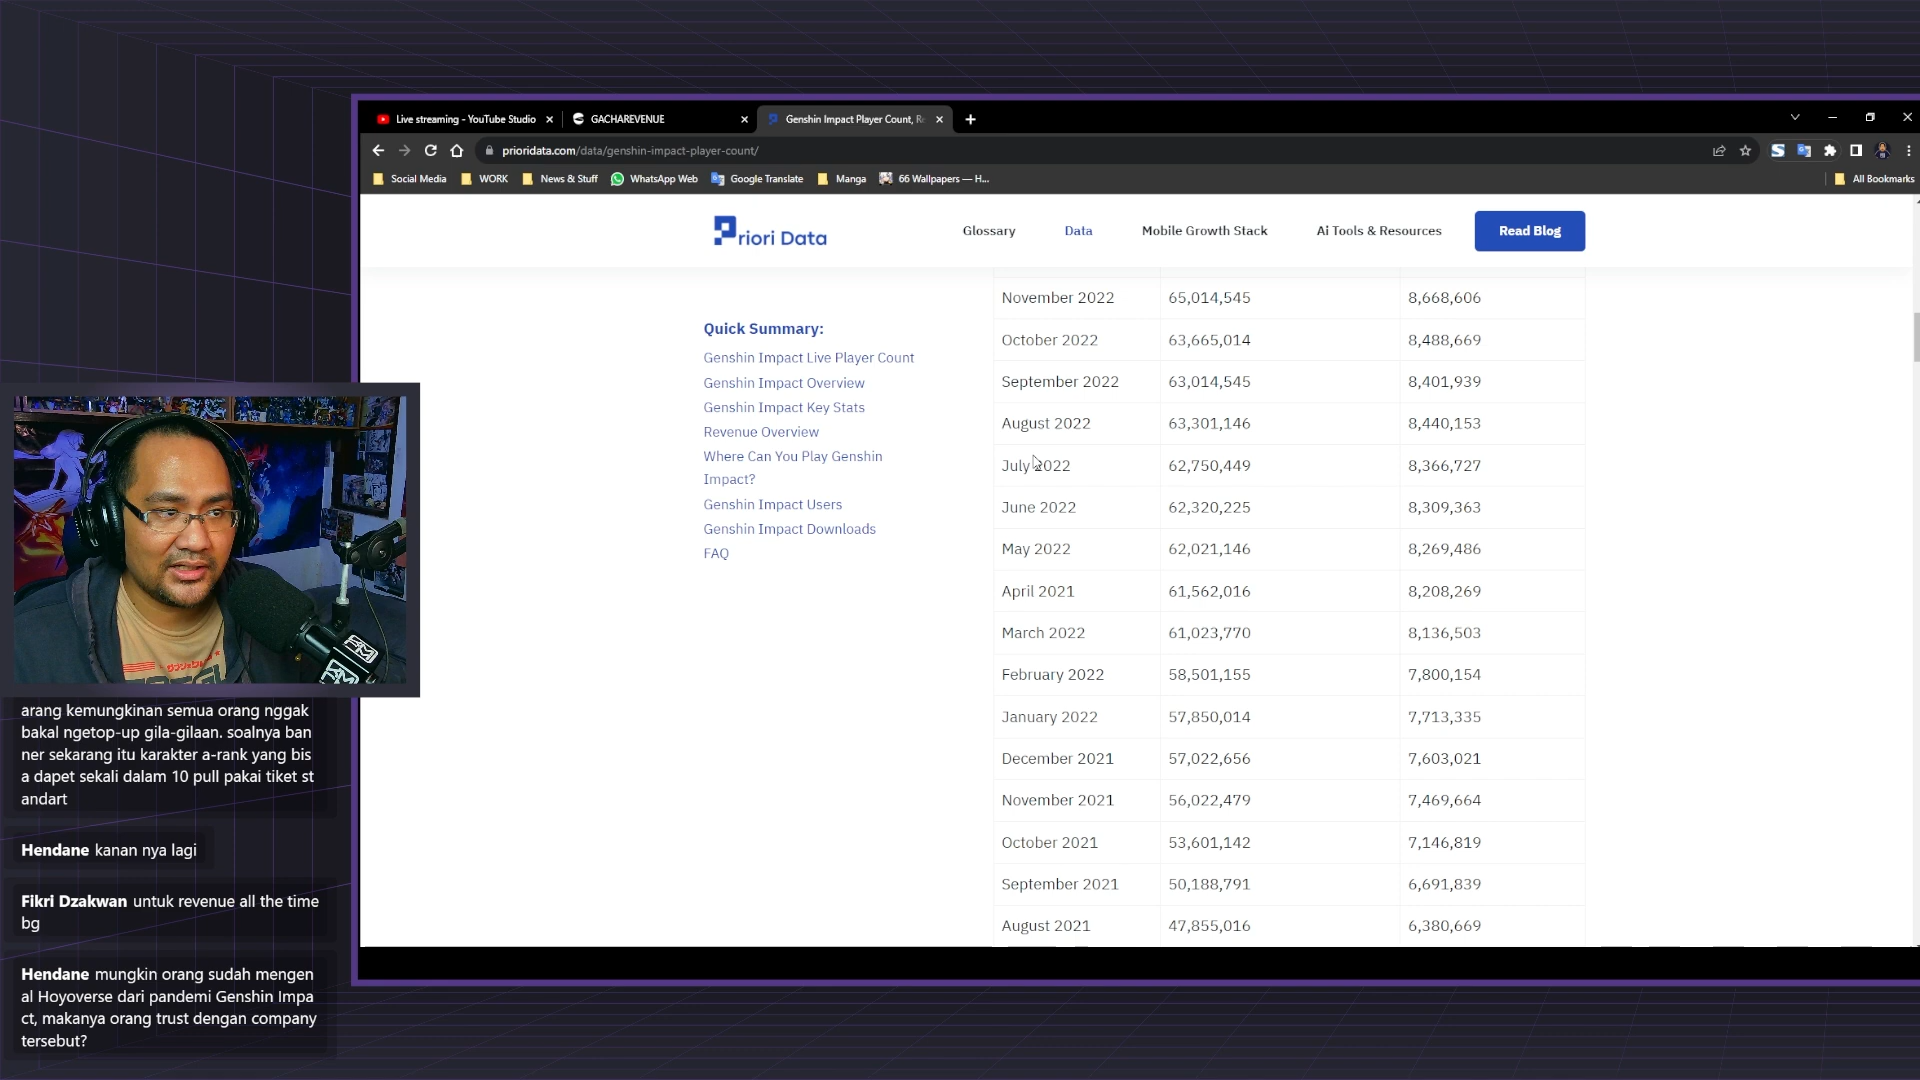 Live streaming - YouTube Studio
GACHAREVENUE
Genshin Impact Player Count, Re
prioridata.com/data/genshin-impact-player-count/
Social Media
WORK
News & Stuff
WhatsApp Web
Google Translate
Manga
66 Wallpapers — H...
All Bookmarks
Priori Data
Glossary
Data
Mobile Growth Stack
Ai Tools & Resources
Read Blog
Quick Summary:
Genshin Impact Live Player Count
Genshin Impact Overview
Genshin Impact Key Stats
Revenue Overview
Where Can You Play Genshin
Impact?
Genshin Impact Users
Genshin Impact Downloads
FAQ
November 2022 65,014,545 8,668,606
October 2022 63,665,014 8,488,669
September 2022 63,014,545 8,401,939
August 2022 63,301,146 8,440,153
July 2022 62,750,449 8,366,727
June 2022 62,320,225 8,309,363
May 2022 62,021,146 8,269,486
April 2021 61,562,016 8,208,269
March 2022 61,023,770 8,136,503
February 2022 58,501,155 7,800,154
January 2022 57,850,014 7,713,335
December 2021 57,022,656 7,603,021
November 2021 56,022,479 7,469,664
October 2021 53,601,142 7,146,819
September 2021 50,188,791 6,691,839
August 2021 47,855,016 6,380,669
arang kemungkinan semua orang nggak
bakal ngetop-up gila-gilaan. soalnya ban
ner sekarang itu karakter a-rank yang bis
a dapet sekali dalam 10 pull pakai tiket st
andart
Hendane kanan nya lagi
Fikri Dzakwan untuk revenue all the time
bg
Hendane mungkin orang sudah mengen
al Hoyoverse dari pandemi Genshin Impa
ct, makanya orang trust dengan company
tersebut?